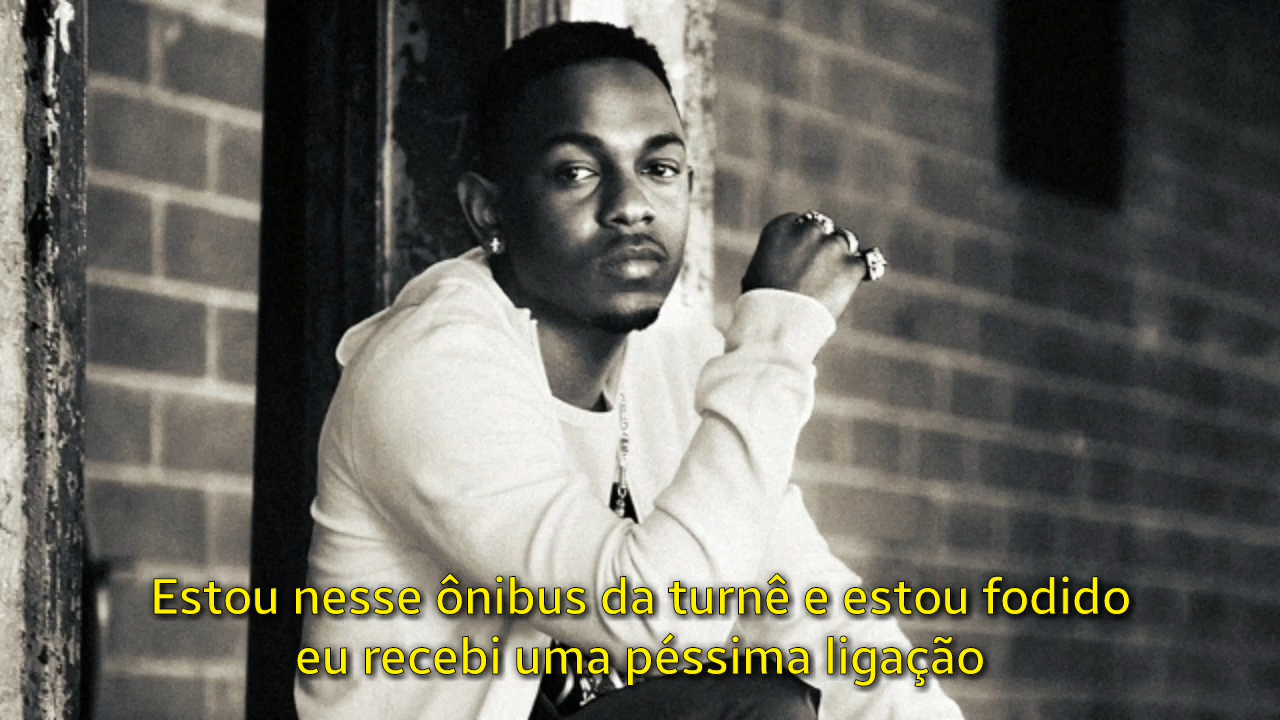 Estou nesse ônibus da turnê e estou fodido
eu recebi uma péssima ligação